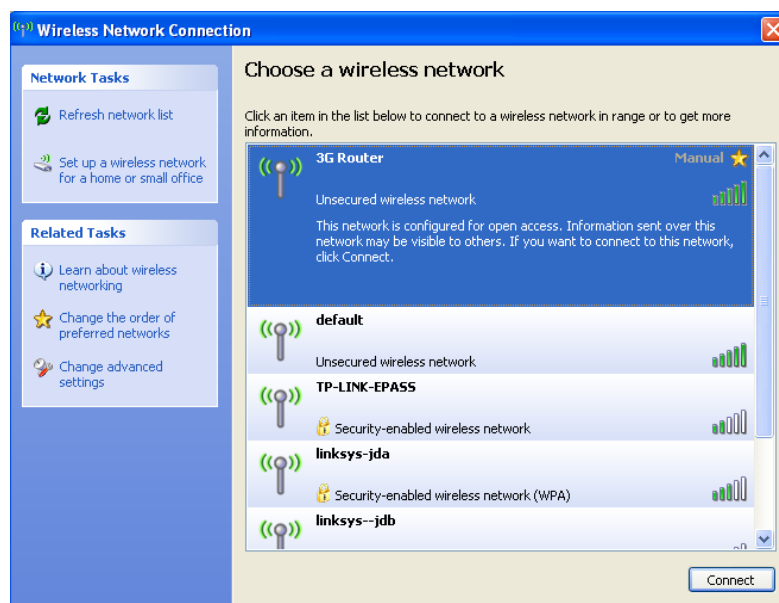 Wireless Network Connection
Network Tasks
Refresh network list
Set up a wireless network
for a home or small office
Related Tasks
Learn about wireless
networking
Change the order of
preferred networks
Change advanced
settings
Choose a wireless network
Click an item in the list below to connect to a wireless network in range or to get more
information.
3G Router Manual
Unsecured wireless network
This network is configured for open access. Information sent over this
network may be visible to others. If you want to connect to this network,
click Connect.
default
Unsecured wireless network
TP-LINK-EPASS
Security-enabled wireless network
linksys-jda
Security-enabled wireless network (WPA)
linksys--jdb
Connect